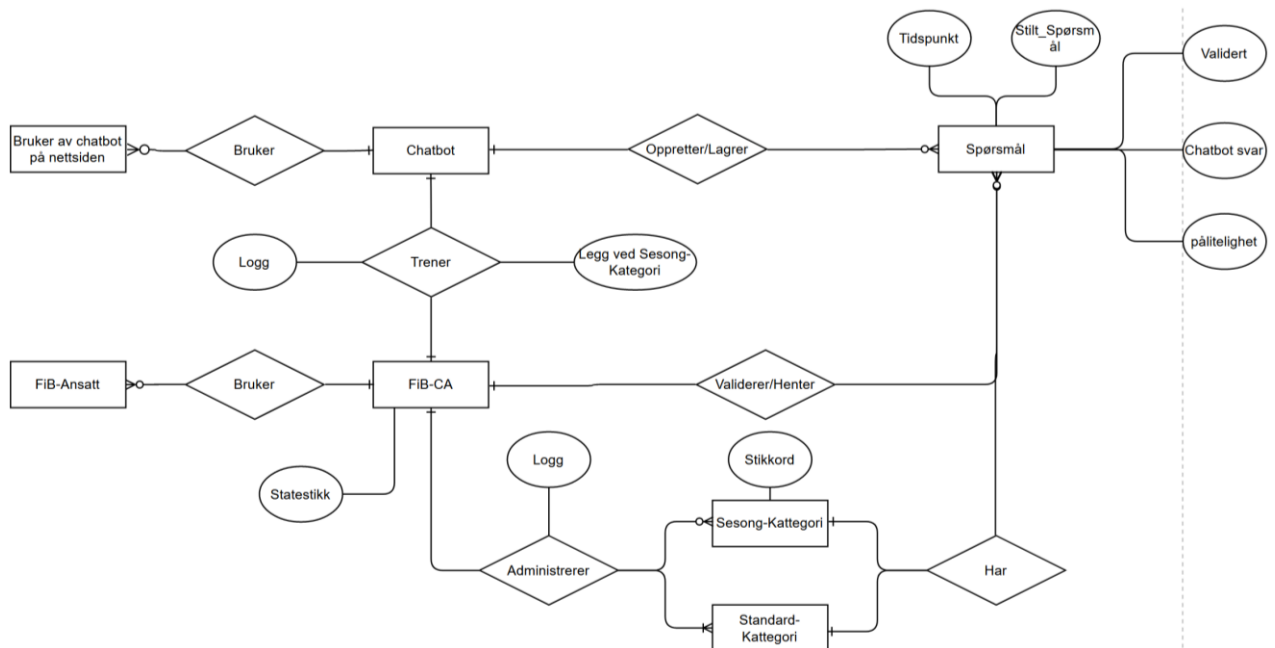 Tidspunkt
Stilt_Spørsm
ål
Validert
Bruker av chatbot
på nettsiden
Bruker
Chatbot
Oppretter/Lagrer
Spørsmål
Chatbot svar
Logg
Trener
Legg ved Sesong-
Kategori
pålitelighet
FiB-Ansatt
Bruker
FiB-CA
Validerer/Henter
Statestikk
Logg
Stikkord
Sesong-Kattegori
Administrerer
Har
Standard-
Kattegori